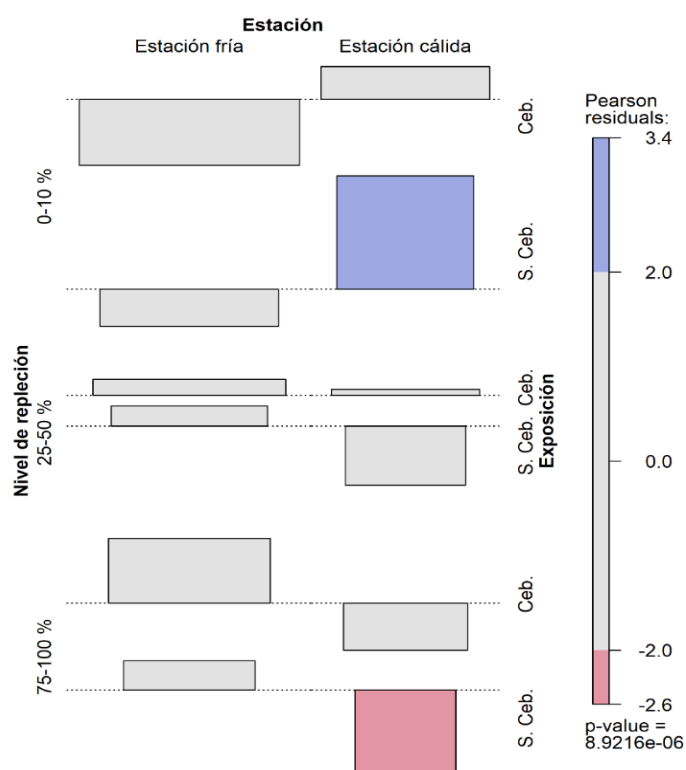 Estación
Estación fría
Estación cálida
Nivel de repleción
0-10 %
25-50 %
75-100 %
Ceb.
S. Ceb.
Ceb.
S. Ceb.
Ceb.
S. Ceb.
Exposición
Pearson
residuals:
3.4
2.0
0.0
-2.0
-2.6
p-value =
8.9216e-06